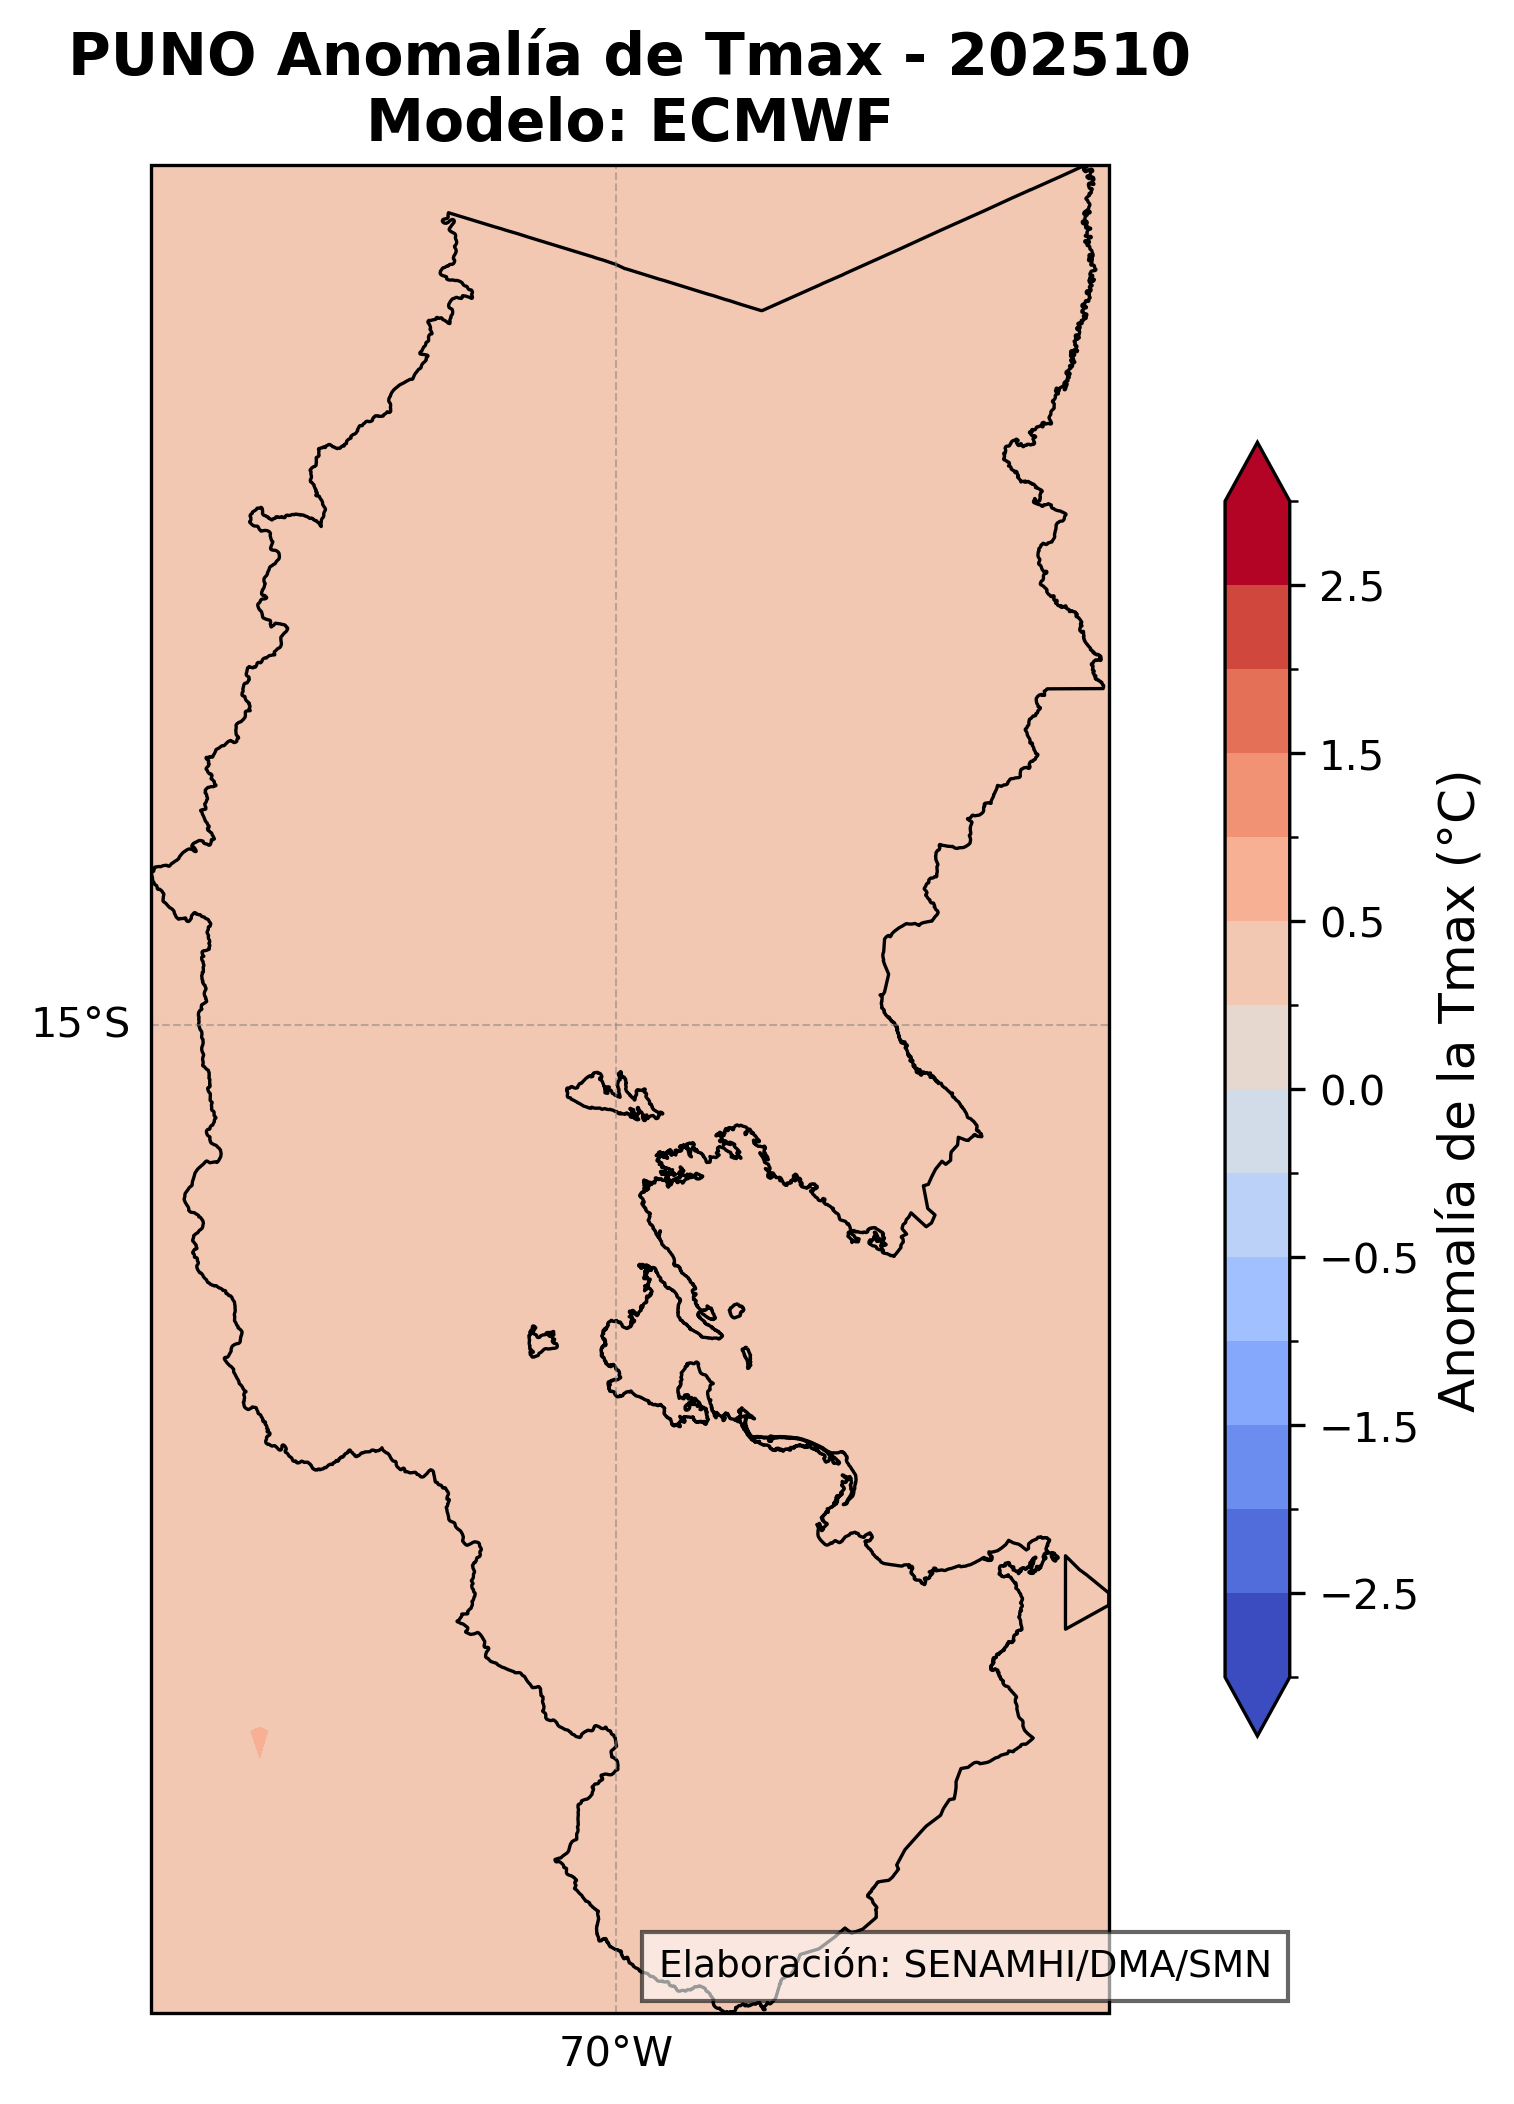 PUNO Anomalía de Tmax - 202510
Modelo: ECMWF
2.5
1.5
0.5
0.0
−0.5
−1.5
−2.5
Anomalía de la Tmax (°C)
15°S
Elaboración: SENAMHI/DMA/SMN
70°W